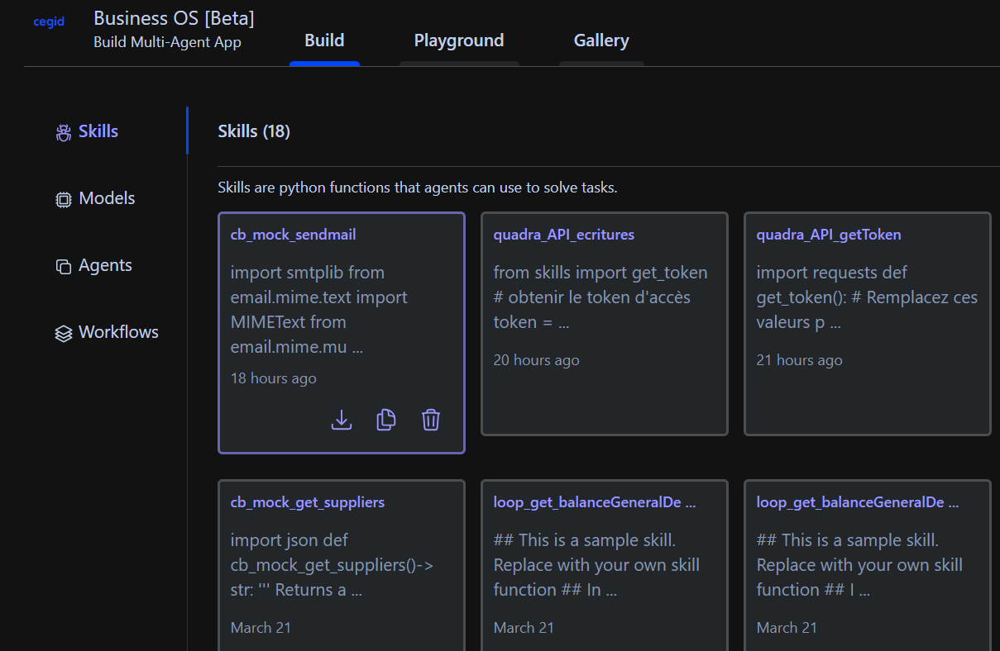 cegid
Business OS [Beta]
Build Multi-Agent App
Build
Playground
Gallery
Skills
Models
Agents
Workflows
Skills (18)
Skills are python functions that agents can use to solve tasks.
cb_mock_sendmail
import smtplib from
email.mime.text import
MIMEText from
email.mime.mu ...
18 hours ago
quadra_API_ecritures
from skills import get_token
# obtenir le token d'accès
token = ...
20 hours ago
quadra_API_getToken
import requests def
get_token(): # Remplacez ces
valeurs p ...
21 hours ago
cb_mock_get_suppliers
import json def
cb_mock_get_suppliers()->
str: ''' Returns a ...
March 21
loop_get_balanceGeneralDe ...
## This is a sample skill.
Replace with your own skill
function ## In ...
March 21
loop_get_balanceGeneralDe ...
## This is a sample skill.
Replace with your own skill
function ## I ...
March 21